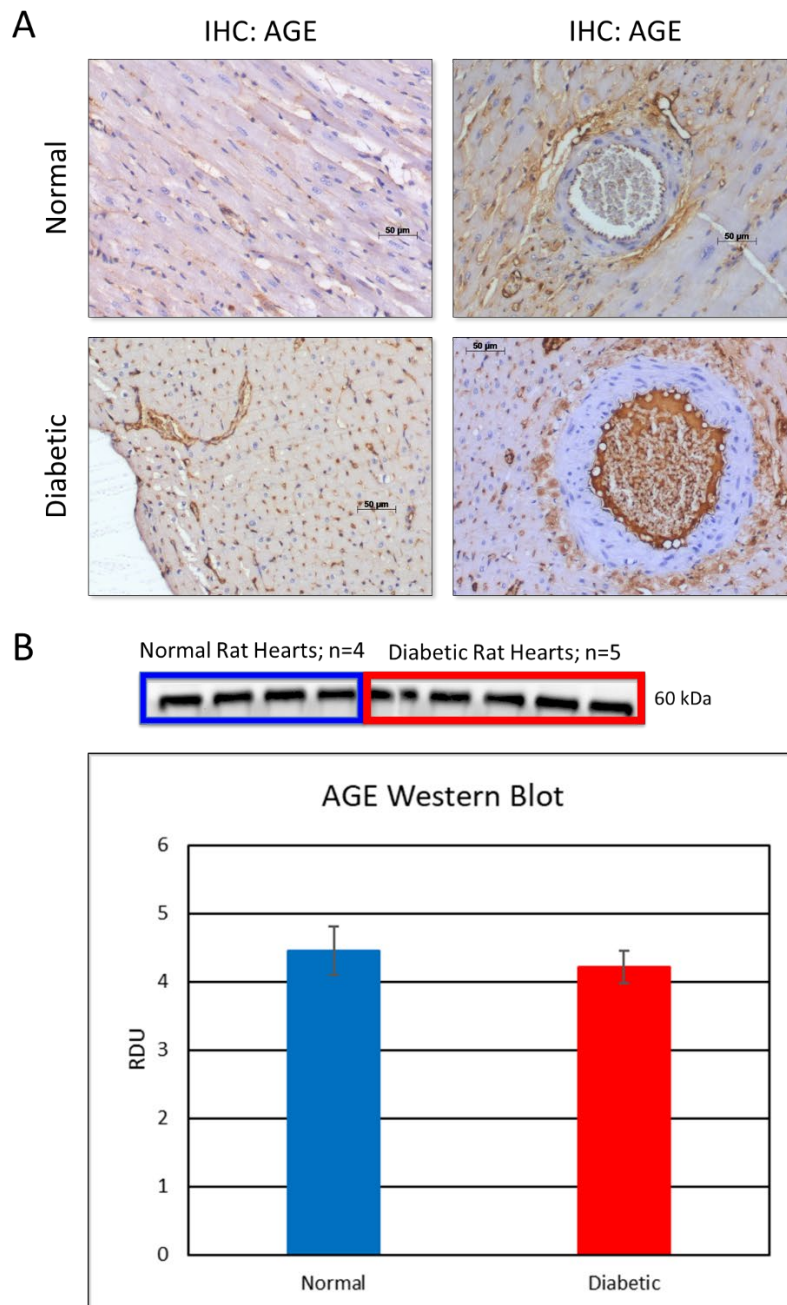 A
IHC: AGE
IHC: AGE
Normal
50 µm
50 µm
Diabetic
50 µm
50 µm
B
Normal Rat Hearts; n=4
Diabetic Rat Hearts; n=5
60 kDa
AGE Western Blot
6
5
4
3
2
1
0
RDU
Normal
Diabetic